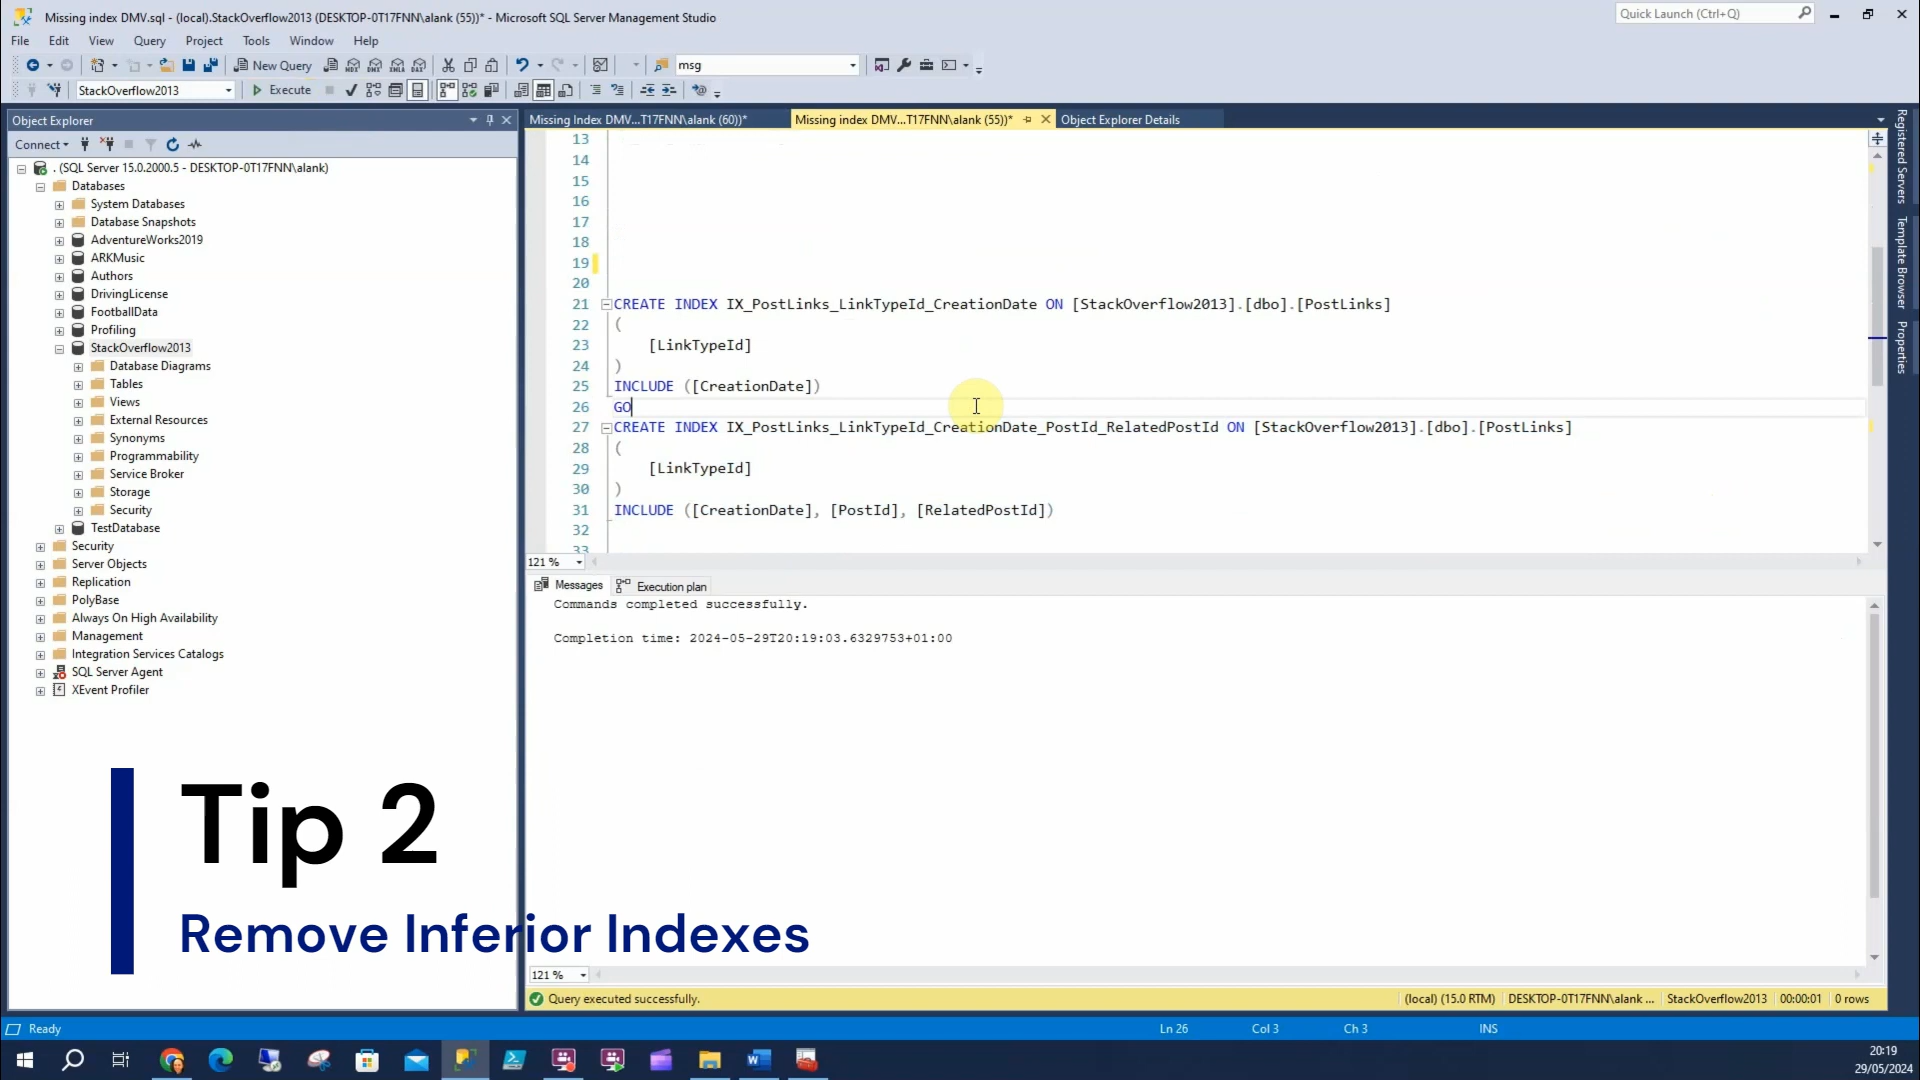 Missing index DMV.sql - (local).StackOverflow2013 (DESKTOP-0T17FNN\alank (55))* - Microsoft SQL Server Management Studio
Quick Launch (Ctrl+Q)
File Edit View Query Project Tools Window Help
New Query
msg
StackOverflow2013
Execute
Object Explorer
Connect
. (SQL Server 15.0.2000.5 - DESKTOP-0T17FNN\alank)
Databases
System Databases
Database Snapshots
AdventureWorks2019
ARKMusic
Authors
DrivingLicense
FootballData
Profiling
StackOverflow2013
Database Diagrams
Tables
Views
External Resources
Synonyms
Programmability
Service Broker
Storage
Security
TestDatabase
Security
Server Objects
Replication
PolyBase
Always On High Availability
Management
Integration Services Catalogs
SQL Server Agent
XEvent Profiler
Missing Index DMV...T17FNN\alank (60))*
Missing index DMV...T17FNN\alank (55))*
Object Explorer Details
13
14
15
16
17
18
19
20
21 CREATE INDEX IX_PostLinks_LinkTypeId_CreationDate ON [StackOverflow2013].[dbo].[PostLinks]
22 (
23 [LinkTypeId]
24 )
25 INCLUDE ([CreationDate])
26 GO
27 CREATE INDEX IX_PostLinks_LinkTypeId_CreationDate_PostId_RelatedPostId ON [StackOverflow2013].[dbo].[PostLinks]
28 (
29 [LinkTypeId]
30 )
31 INCLUDE ([CreationDate], [PostId], [RelatedPostId])
32
33
121 %
Messages Execution plan
Commands completed successfully.
Completion time: 2024-05-29T20:19:03.6329753+01:00
121 %
Query executed successfully.
(local) (15.0 RTM) DESKTOP-0T17FNN\alank ... StackOverflow2013 00:00:01 0 rows
Registered Servers
Template Browser
Properties
Tip 2
Remove Inferior Indexes
Ready
Ln 26 Col 3 Ch 3 INS
20:19
29/05/2024